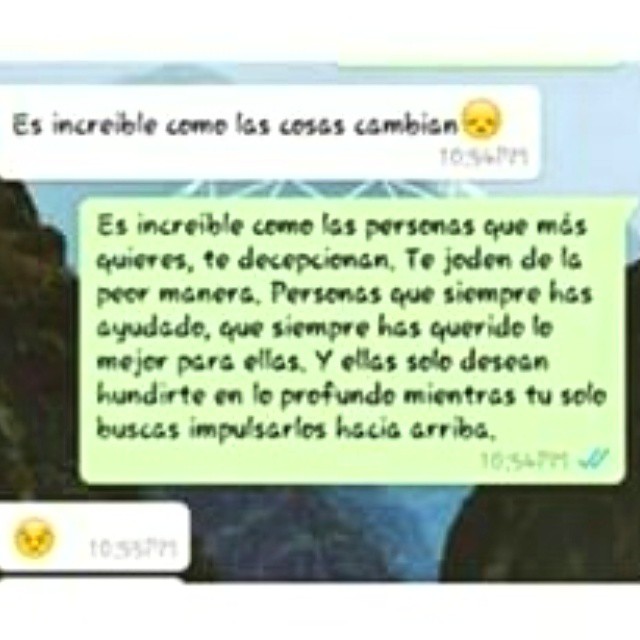 Es increible como las cosas cambian😞
10:54PM
Es increible como las personas que más
quieres, te decepcionan. Te joden de la
peor manera. Personas que siempre has
ayudado, que siempre has querido lo
mejor para ellas. Y ellas solo desean
hundirte en lo profundo mientras tu solo
buscas impulsarlos hacia arriba.
10:54PM
10:55PM